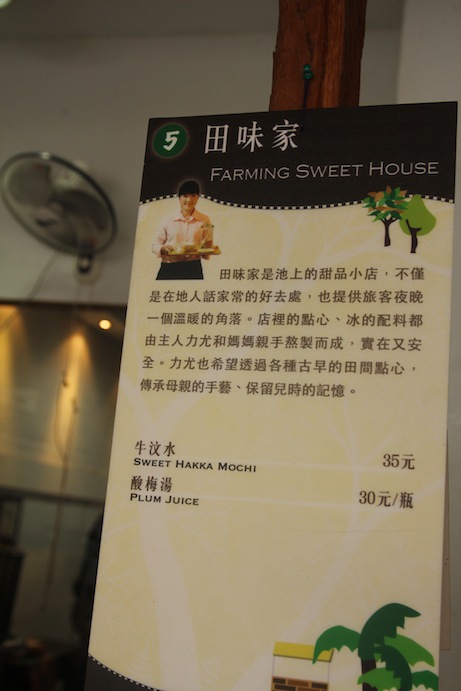 5 田味家
FARMING SWEET HOUSE
田味家是池上的甜品小店，不僅
是在地人話家常的好去處，也提供旅客夜晚
一個溫暖的角落。店裡的點心、冰的配料都
由主人力尤和媽媽親手熬製而成，實在又安
全。力尤也希望透過各種古早的田間點心，
傳承母親的手藝、保留兒時的記憶。
牛汶水 35元
SWEET HAKKA MOCHI
酸梅湯 30元/瓶
PLUM JUICE